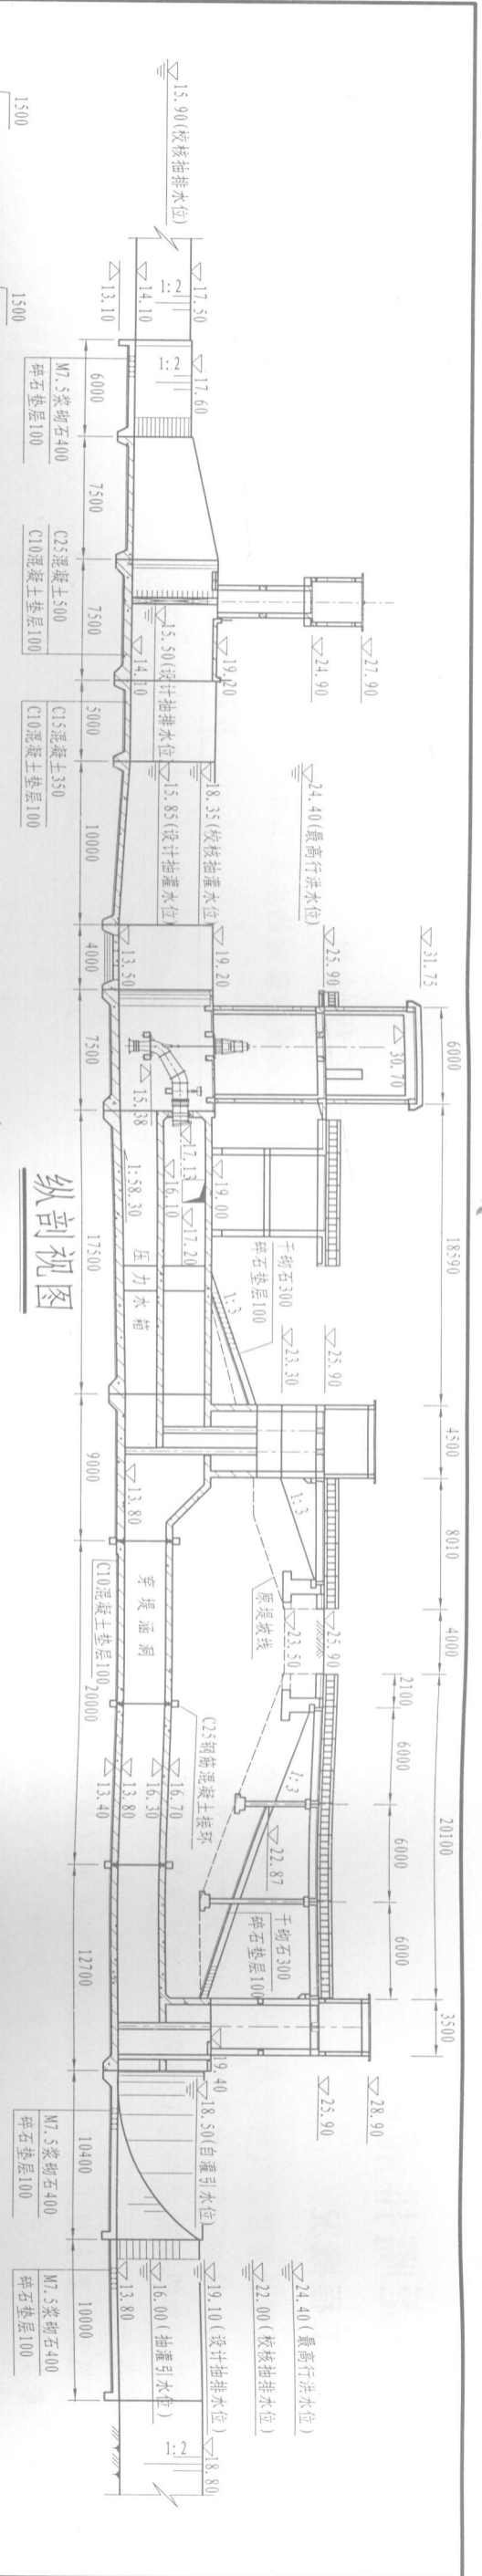 15.90(校核抽排水位)
1500
1500
17.50
1:2
14.10
13.10
17.60
1:2
6000
M7.5浆砌石400
碎石垫层100
7500
27.90
24.90
19.20
15.50(设计抽排水位)
14.10
7500
C25混凝土500
C10混凝土垫层100
5000
C15混凝土350
C10混凝土垫层100
24.40(最高行洪水位)
18.35(校核抽灌水位)
15.85(设计抽灌水位)
10000
31.75
25.90
19.20
13.50
4000
6000
30.70
15.38
7500
18590
17.13
16.10
17.20
19.00
1:58.30
压力水箱
干砌石300
碎石垫层100
1:3
23.30
25.90
17500
纵剖视图
4500
13.80
9000
8010
1:3
原堤坡线
23.50
25.90
4000
穿堤涵洞
C10混凝土垫层100
20000
C25钢筋混凝土接环
16.70
16.30
13.80
13.40
2100
6000
6000
6000
20100
1:3
22.87
干砌石300
碎石垫层100
12700
3500
28.90
25.90
19.40
18.50(自灌引水位)
10400
M7.5浆砌石400
碎石垫层100
24.40(最高行洪水位)
22.00(校核抽排水位)
19.10(设计抽排水位)
16.00(抽灌引水位)
13.80
10000
M7.5浆砌石400
碎石垫层100
18.80
1:2